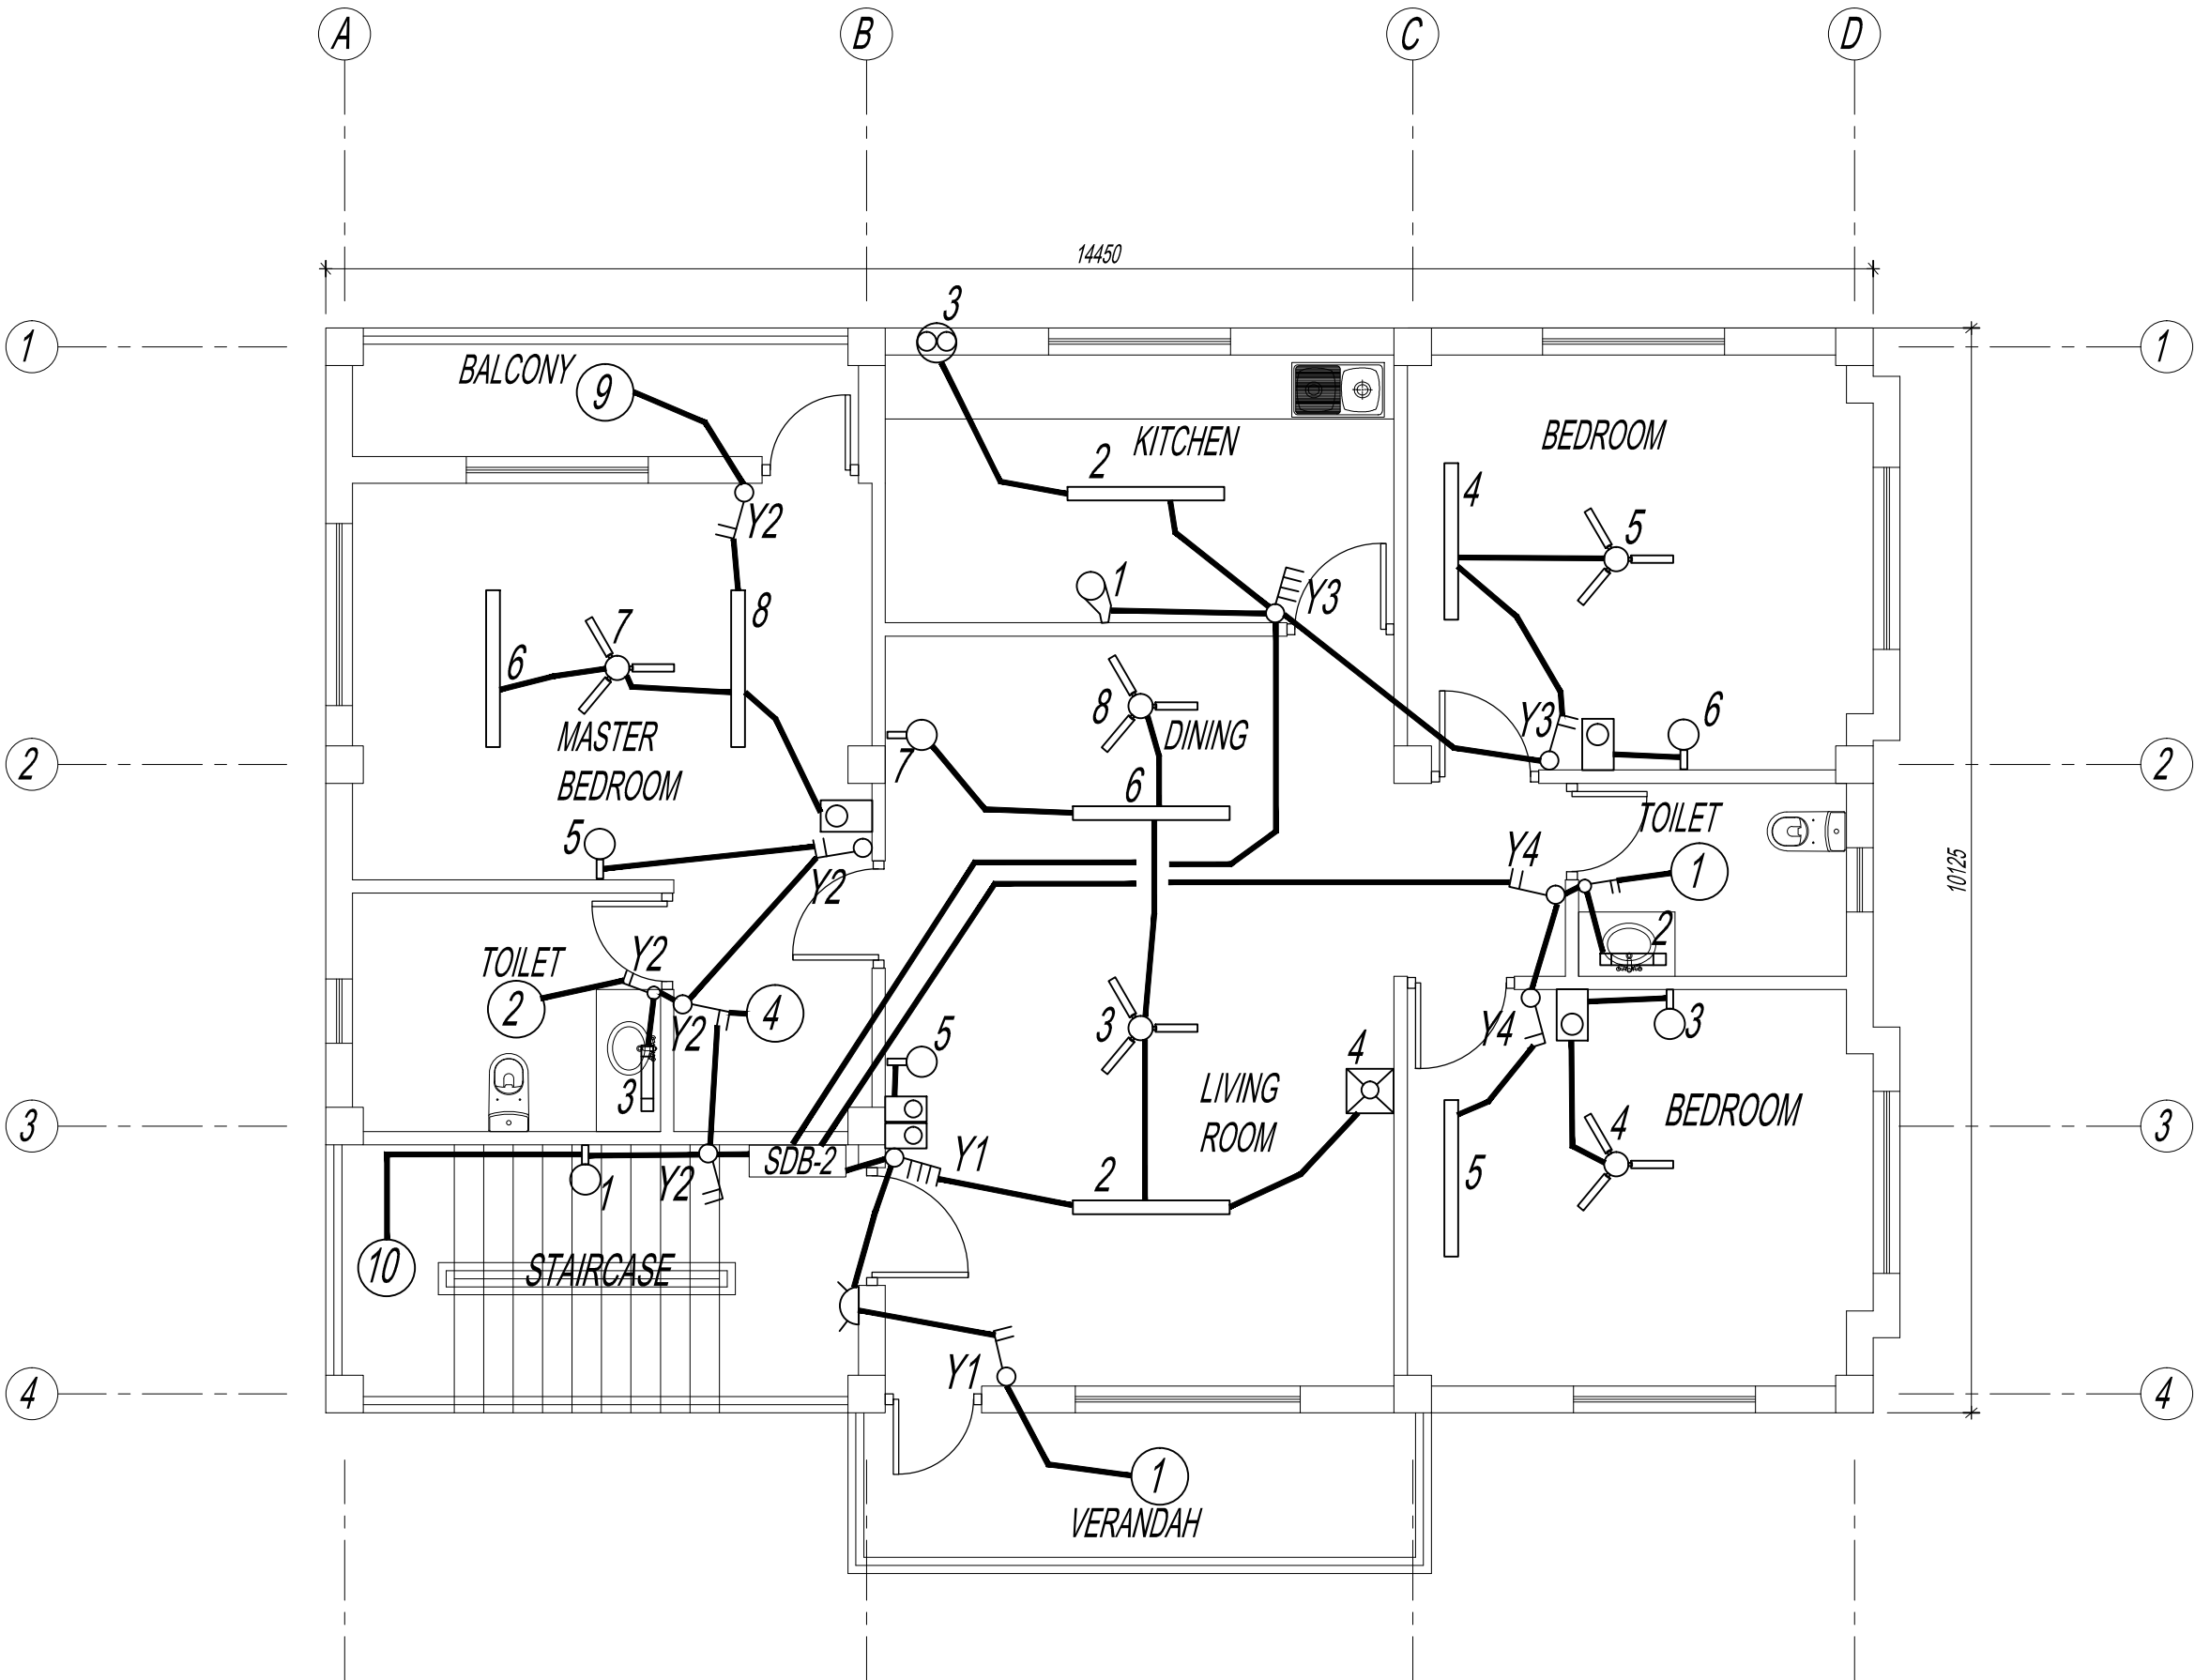 A B C D
14450
3
1 1
BALCONY
9
KITCHEN
BEDROOM
2
4
Y2
5
1
Y3
8
7
6
8
Y3
6
MASTER
DINING
7
2 2
BEDROOM
6
TOILET
5
Y4
1
10125
Y2
2
TOILET
Y2
2
4
Y2
3
Y4
3
5
4
3
LIVING
BEDROOM
4
3 3
ROOM
SDB-2
Y1
2
5
Y2
1
10
STAIRCASE
Y1
4 4
1
VERANDAH